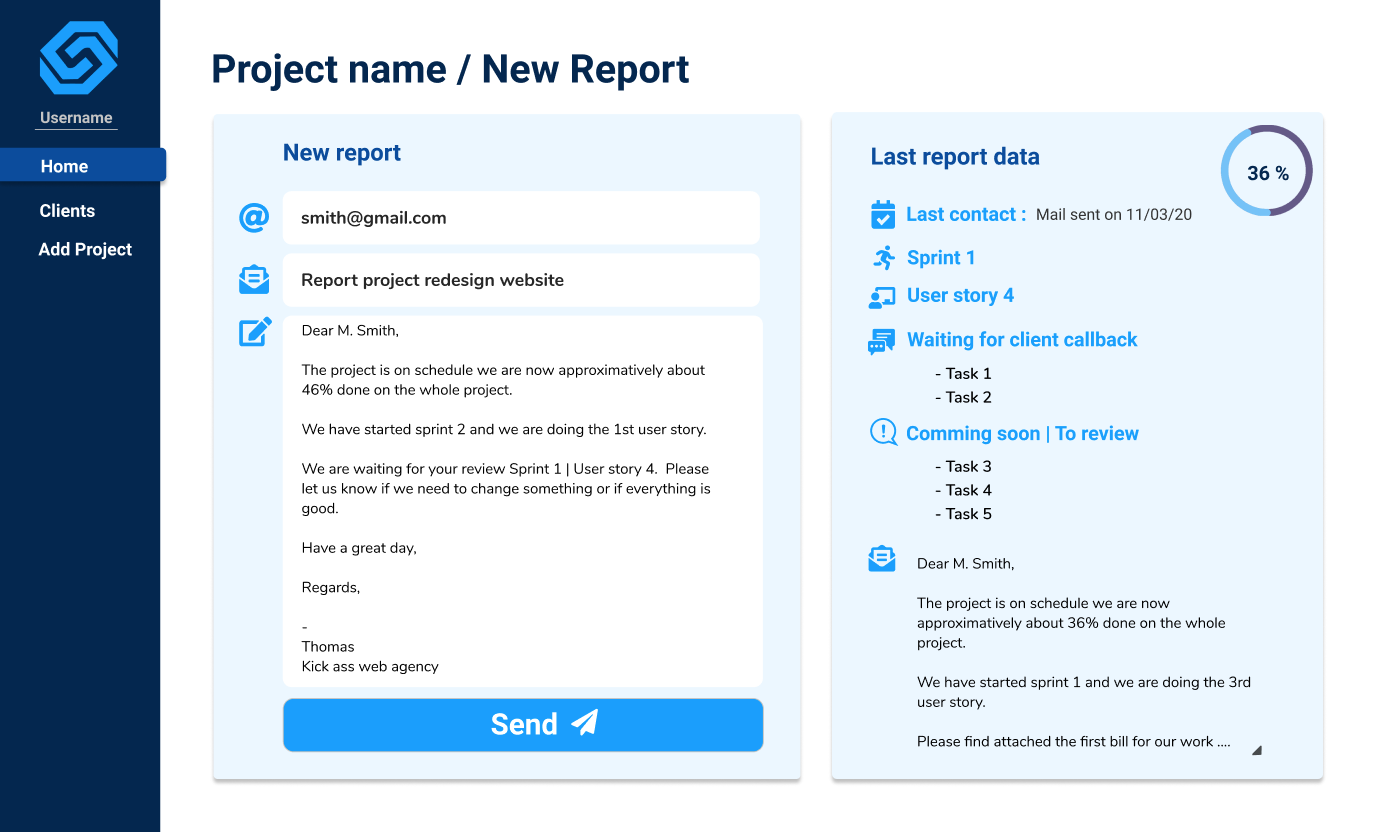 Username
Home
Clients
Add Project
Project name / New Report
New report
smith@gmail.com
Report project redesign website
Dear M. Smith,
The project is on schedule we are now approximatively about
46% done on the whole project.
We have started sprint 2 and we are doing the 1st user story.
We are waiting for your review Sprint 1 | User story 4.  Please
let us know if we need to change something or if everything is
good.
Have a great day,
Regards,
-
Thomas
Kick ass web agency
Send
Last report data
36 %
Last contact :  Mail sent on 11/03/20
Sprint 1
User story 4
Waiting for client callback
- Task 1
- Task 2
Comming soon | To review
- Task 3
- Task 4
- Task 5
Dear M. Smith,
The project is on schedule we are now
approximatively about 36% done on the whole
project.
We have started sprint 1 and we are doing the 3rd
user story.
Please find attached the first bill for our work ....